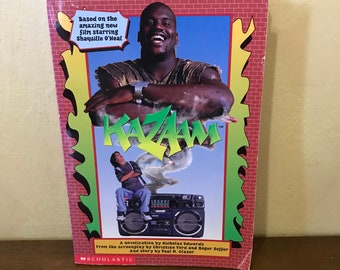 Based on the
amazing new
film starring
Shaquille O'Neal
KAZAAM
A novelization by Nicholas Edwards
From the screenplay by Christian Ford and Roger Soffer
And story by Paul M. Glaser
SCHOLASTIC